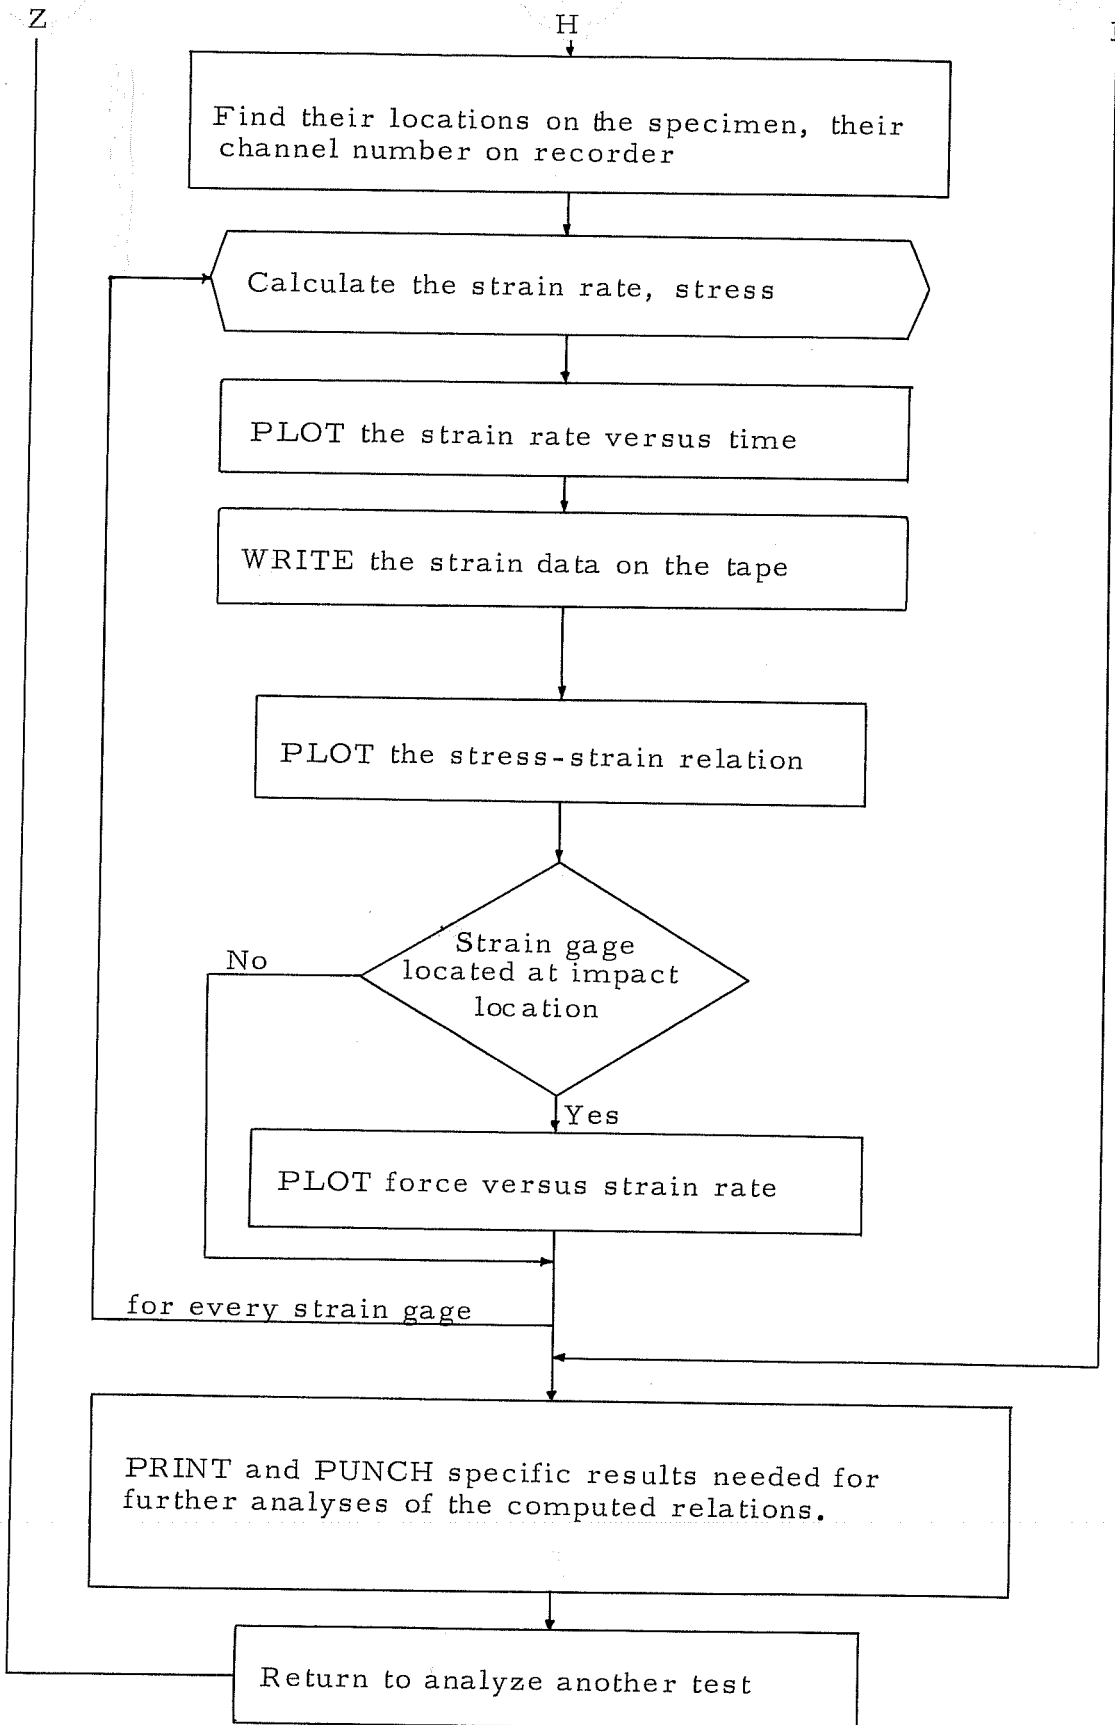 Z
H
Find their locations on the specimen, their
channel number on recorder
Calculate the strain rate, stress
PLOT the strain rate versus time
WRITE the strain data on the tape
PLOT the stress-strain relation
Strain gage
located at impact
location
No
Yes
PLOT force versus strain rate
for every strain gage
PRINT and PUNCH specific results needed for
further analyses of the computed relations.
Return to analyze another test